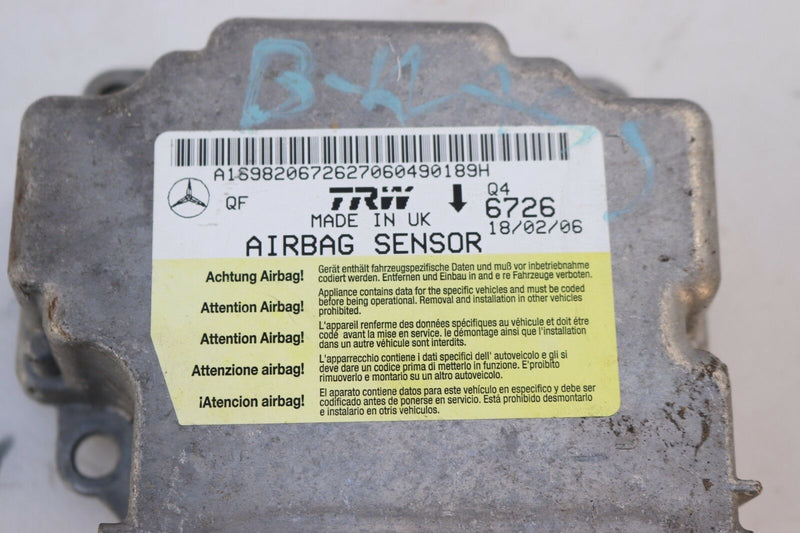 A169820672627060490189H
QF
TRW
Q4
6726
MADE IN UK
18/02/06
AIRBAG SENSOR
Achtung Airbag!
Gerät enthält fahrzeugspezifische Daten und muß vor inbetriebnahme
codiert werden. Entfernen und Einbau in and e re Fahrzeuge verboten.
Attention Airbag!
Appliance contains data for the specific vehicles and must be coded
before being operational. Removal and installation in other vehicles
prohibited.
Attention Airbag!
L'appareil renferme des données spécifiques au véhicule et doit étre
codé avant la mise en service. le démontage ainsi que l'installation
dans un autre véhicule sont interdits.
Attenzione airbag!
L'apparrecchio contiene i dati specifici dell' autoveicolo e gli si
deve dare un codice prima di metterlo in funzione. E'proibito
rimuoverlo e montario su un altro autoveicolo.
¡Atencion airbag!
El aparato contiene datos para este vehículo en especifico y debe ser
codificado antes de ponerse en servicio. Está prohibido desmontarlo
e instalarlo en otris vehículos.